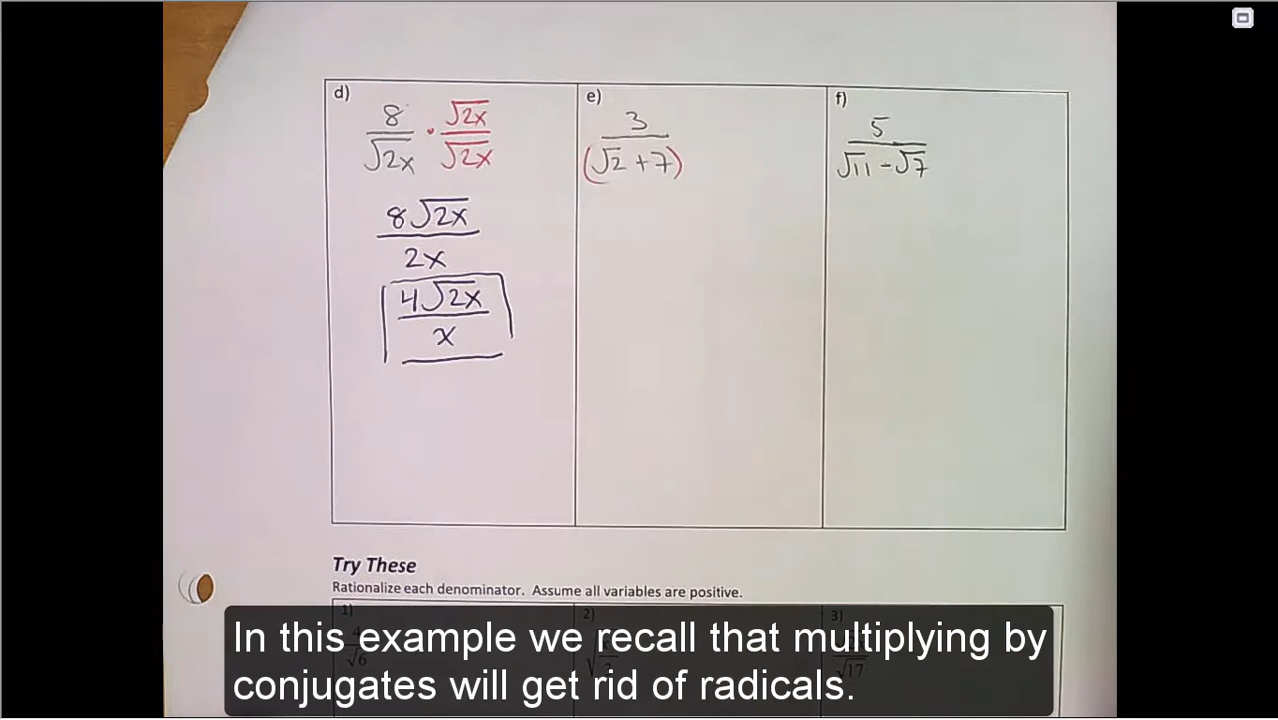 d) e) f)
8/√2x · √2x/√2x 3/(√2 + 7) 5/√11 - √7
8√2x/2x
4√2x/x
Try These
Rationalize each denominator. Assume all variables are positive.
1) 2) 3)
√6 √17
In this example we recall that multiplying by
conjugates will get rid of radicals.